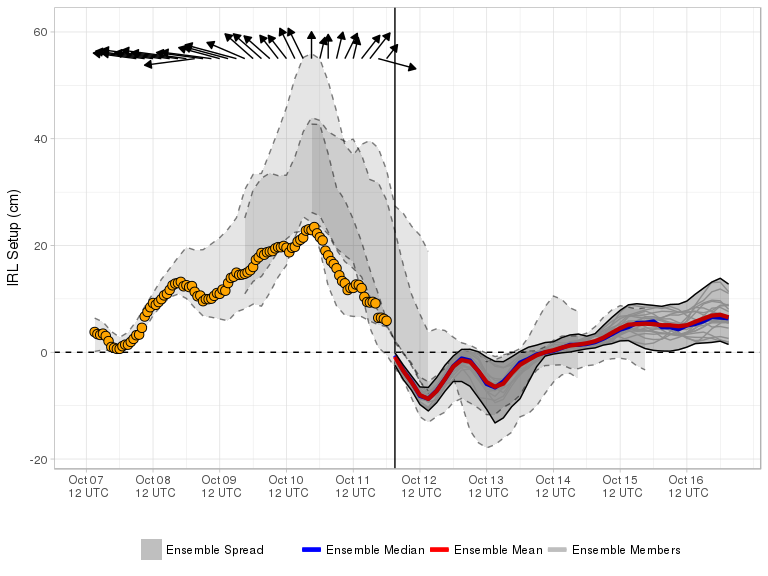 60
40
20
0
-20
IRL Setup (cm)
Oct 07 Oct 08 Oct 09 Oct 10 Oct 11 Oct 12 Oct 13 Oct 14 Oct 15 Oct 16
12 UTC 12 UTC 12 UTC 12 UTC 12 UTC 12 UTC 12 UTC 12 UTC 12 UTC 12 UTC
Ensemble Spread Ensemble Median Ensemble Mean Ensemble Members